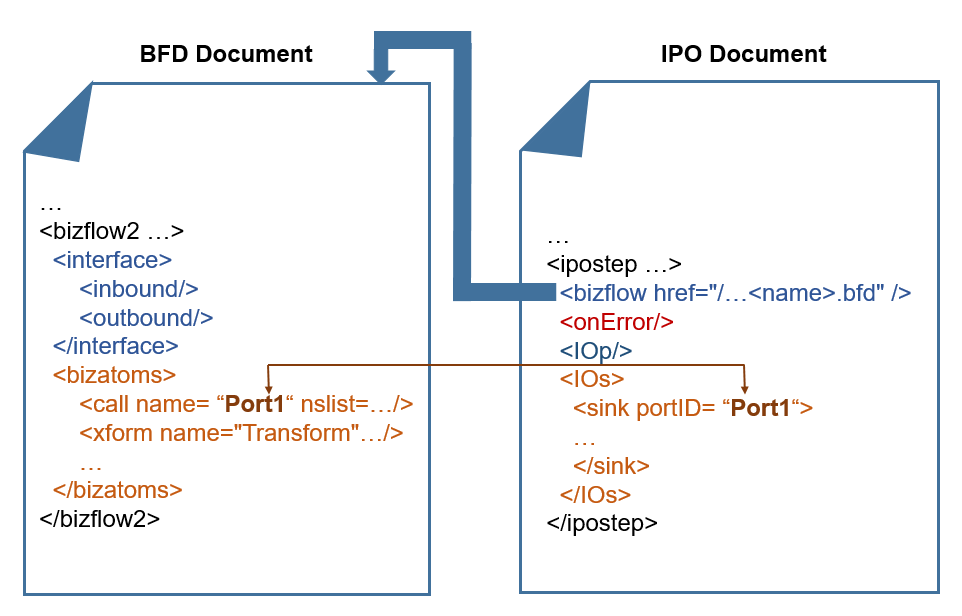 BFD Document
…
<bizflow2 …>
<interface>
<inbound/>
<outbound/>
</interface>
<bizatoms>
<call name= “Port1“ nslist=…/>
<xform name="Transform"…/>
…
</bizatoms>
</bizflow2>
IPO Document
…
<ipostep …>
<bizflow href="/…<name>.bfd" />
<onError/>
<IOp/>
<IOs>
<sink portID= “Port1“>
…
</sink>
</IOs>
</ipostep>